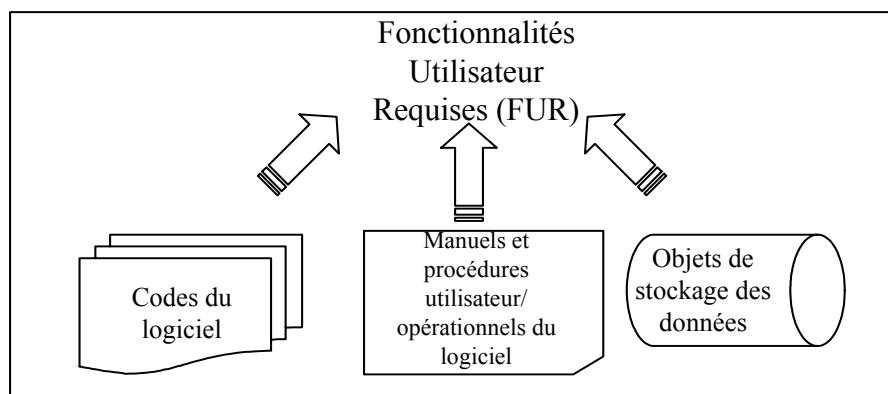 Fonctionnalités
Utilisateur
Requises (FUR)
Codes du
logiciel
Manuels et
procédures
utilisateur/
opérationnels du
logiciel
Objets de
stockage des
données